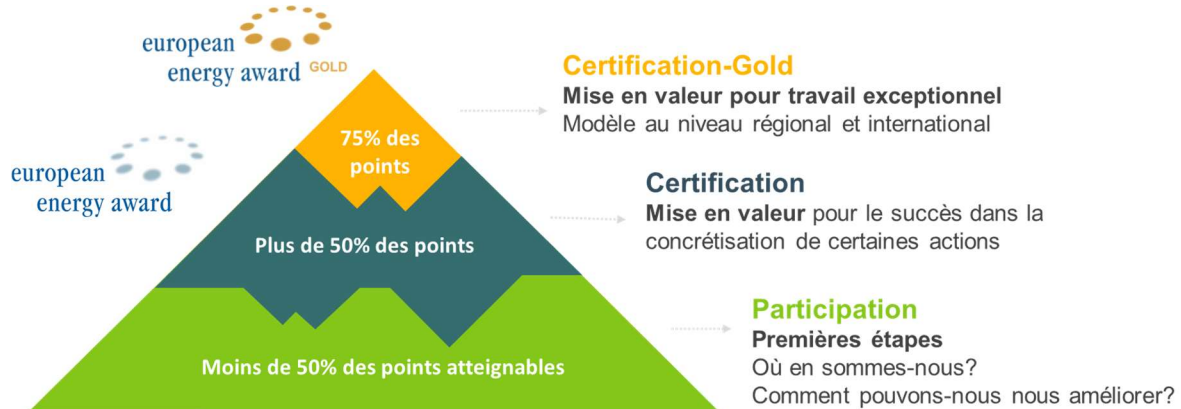 european
energy award GOLD
Certification-Gold
Mise en valeur pour travail exceptionnel
Modèle au niveau régional et international
75% des
points
european
energy award
Certification
Mise en valeur pour le succès dans la
concrétisation de certaines actions
Plus de 50% des points
Participation
Premières étapes
Où en sommes-nous?
Comment pouvons-nous nous améliorer?
Moins de 50% des points atteignables